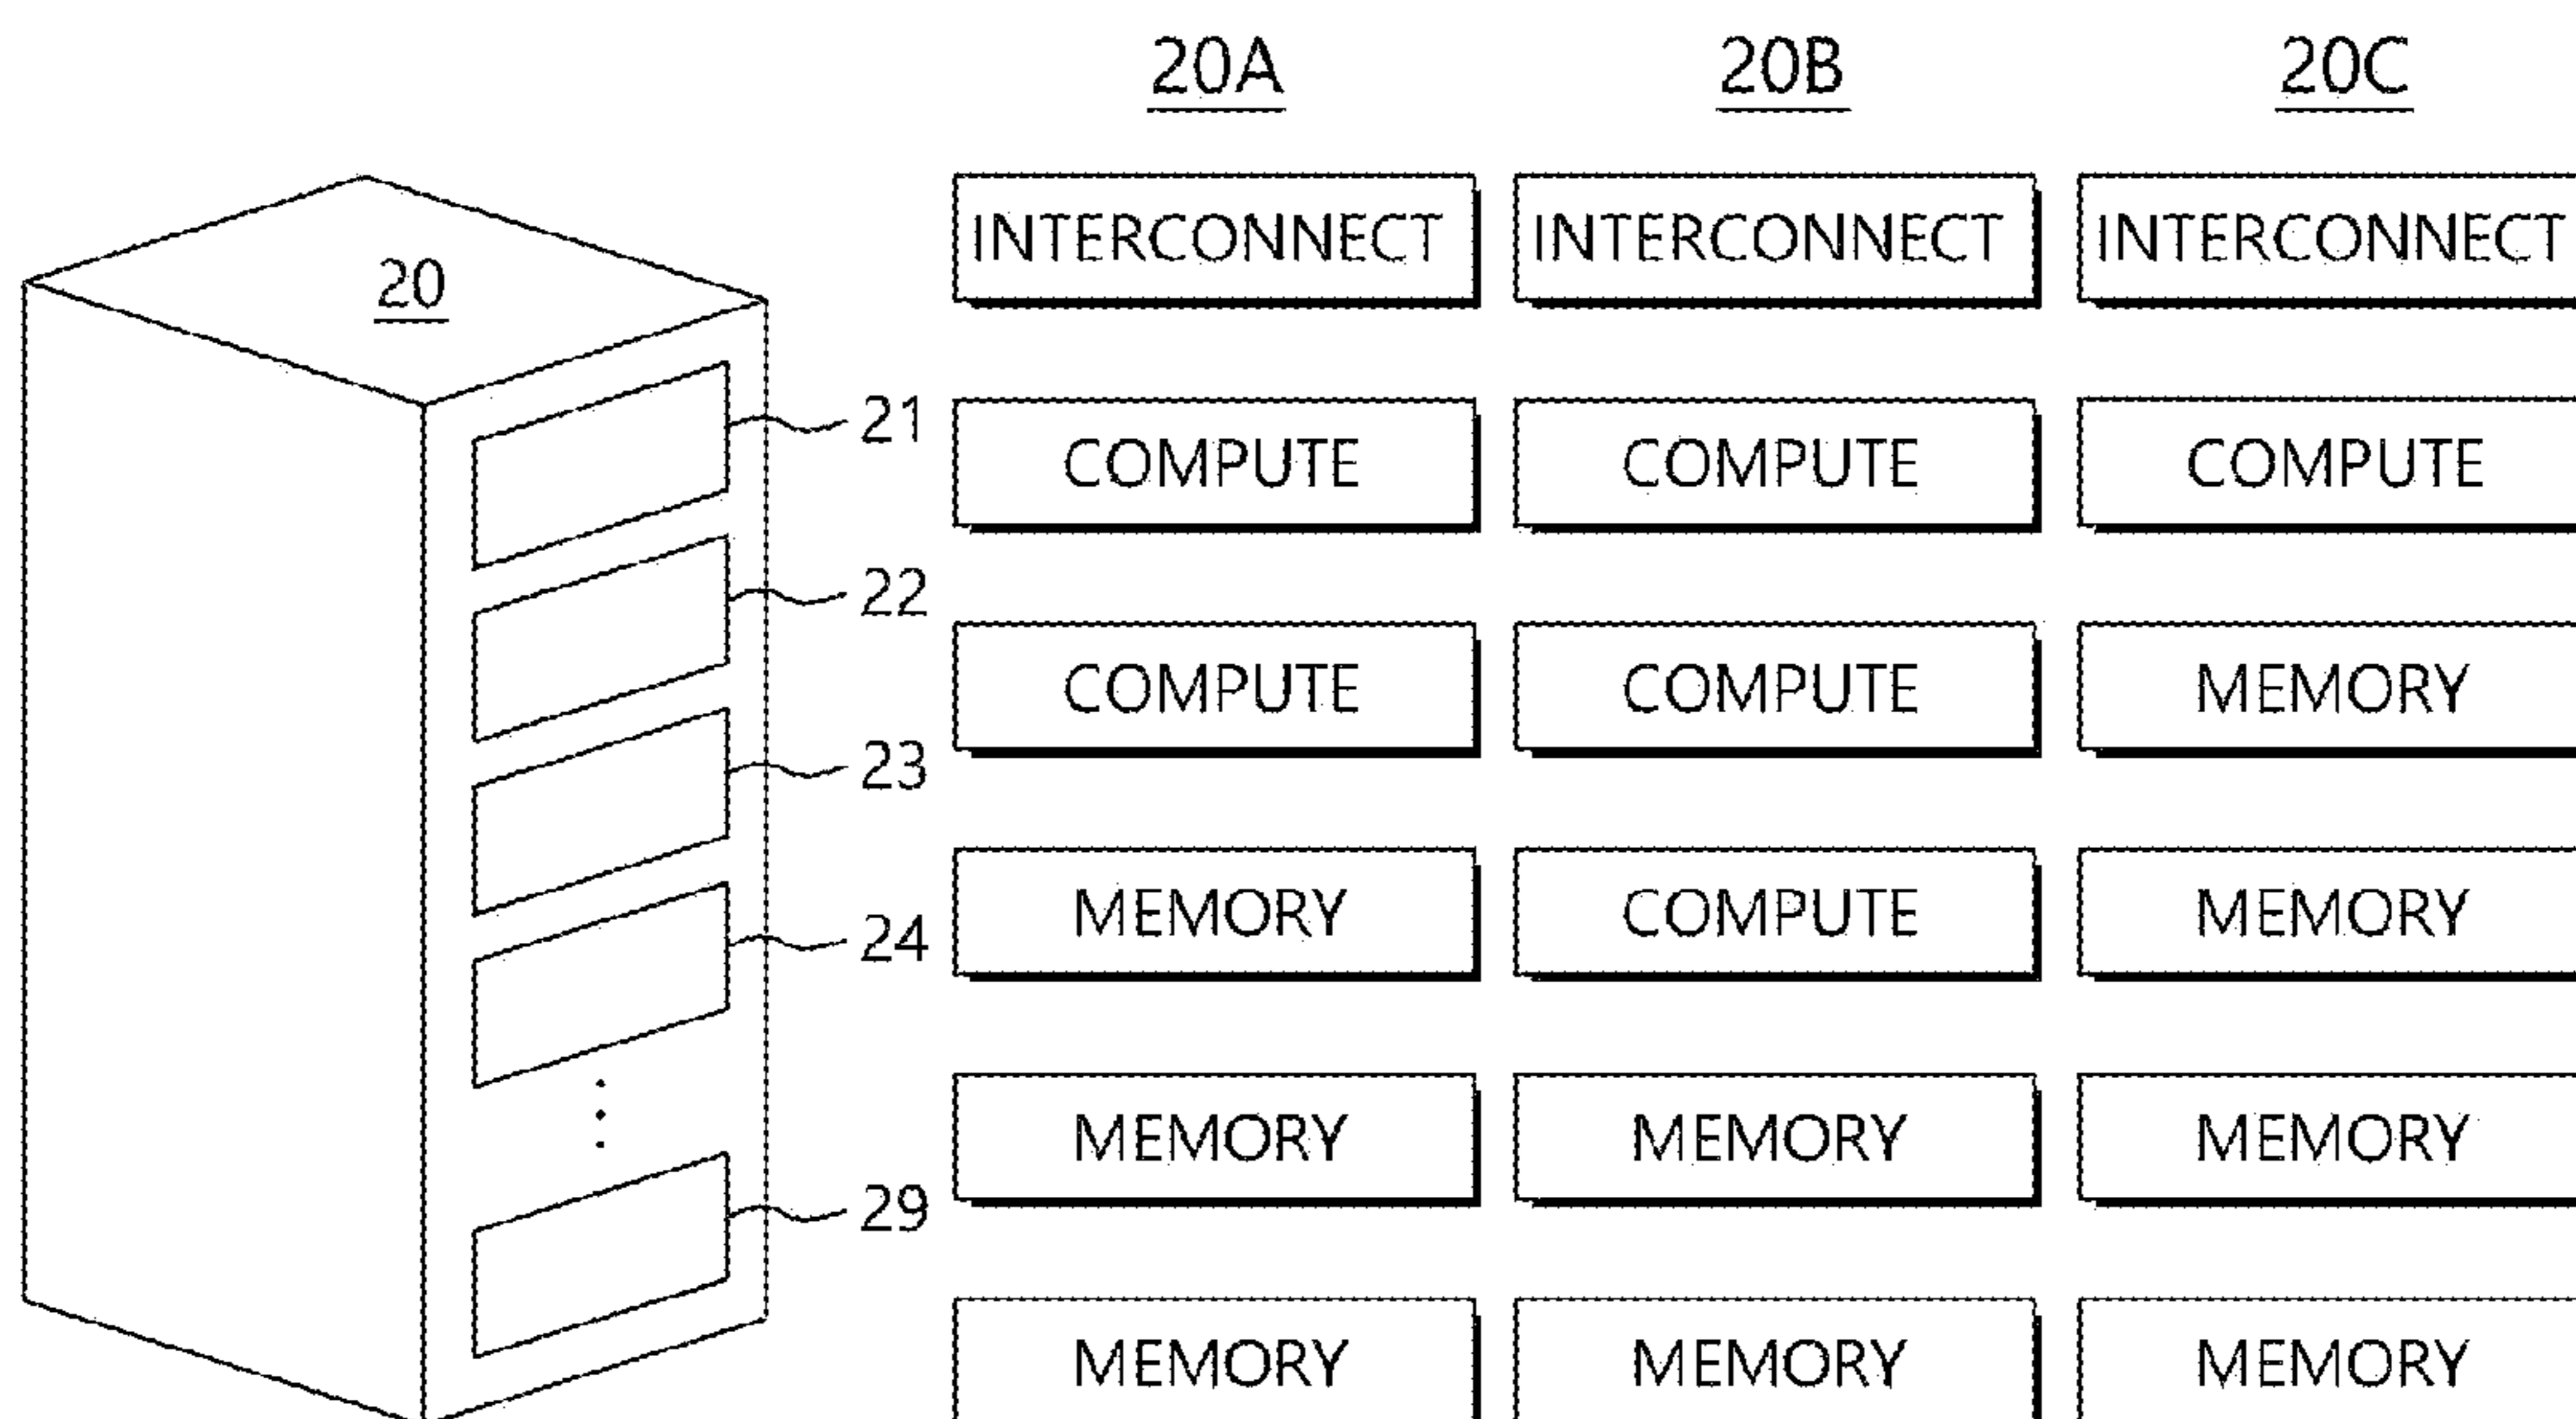 20A 20B 20C
INTERCONNECT INTERCONNECT INTERCONNECT
20
21
COMPUTE COMPUTE COMPUTE
22
COMPUTE COMPUTE MEMORY
23
MEMORY COMPUTE MEMORY
24
MEMORY MEMORY MEMORY
29
MEMORY MEMORY MEMORY